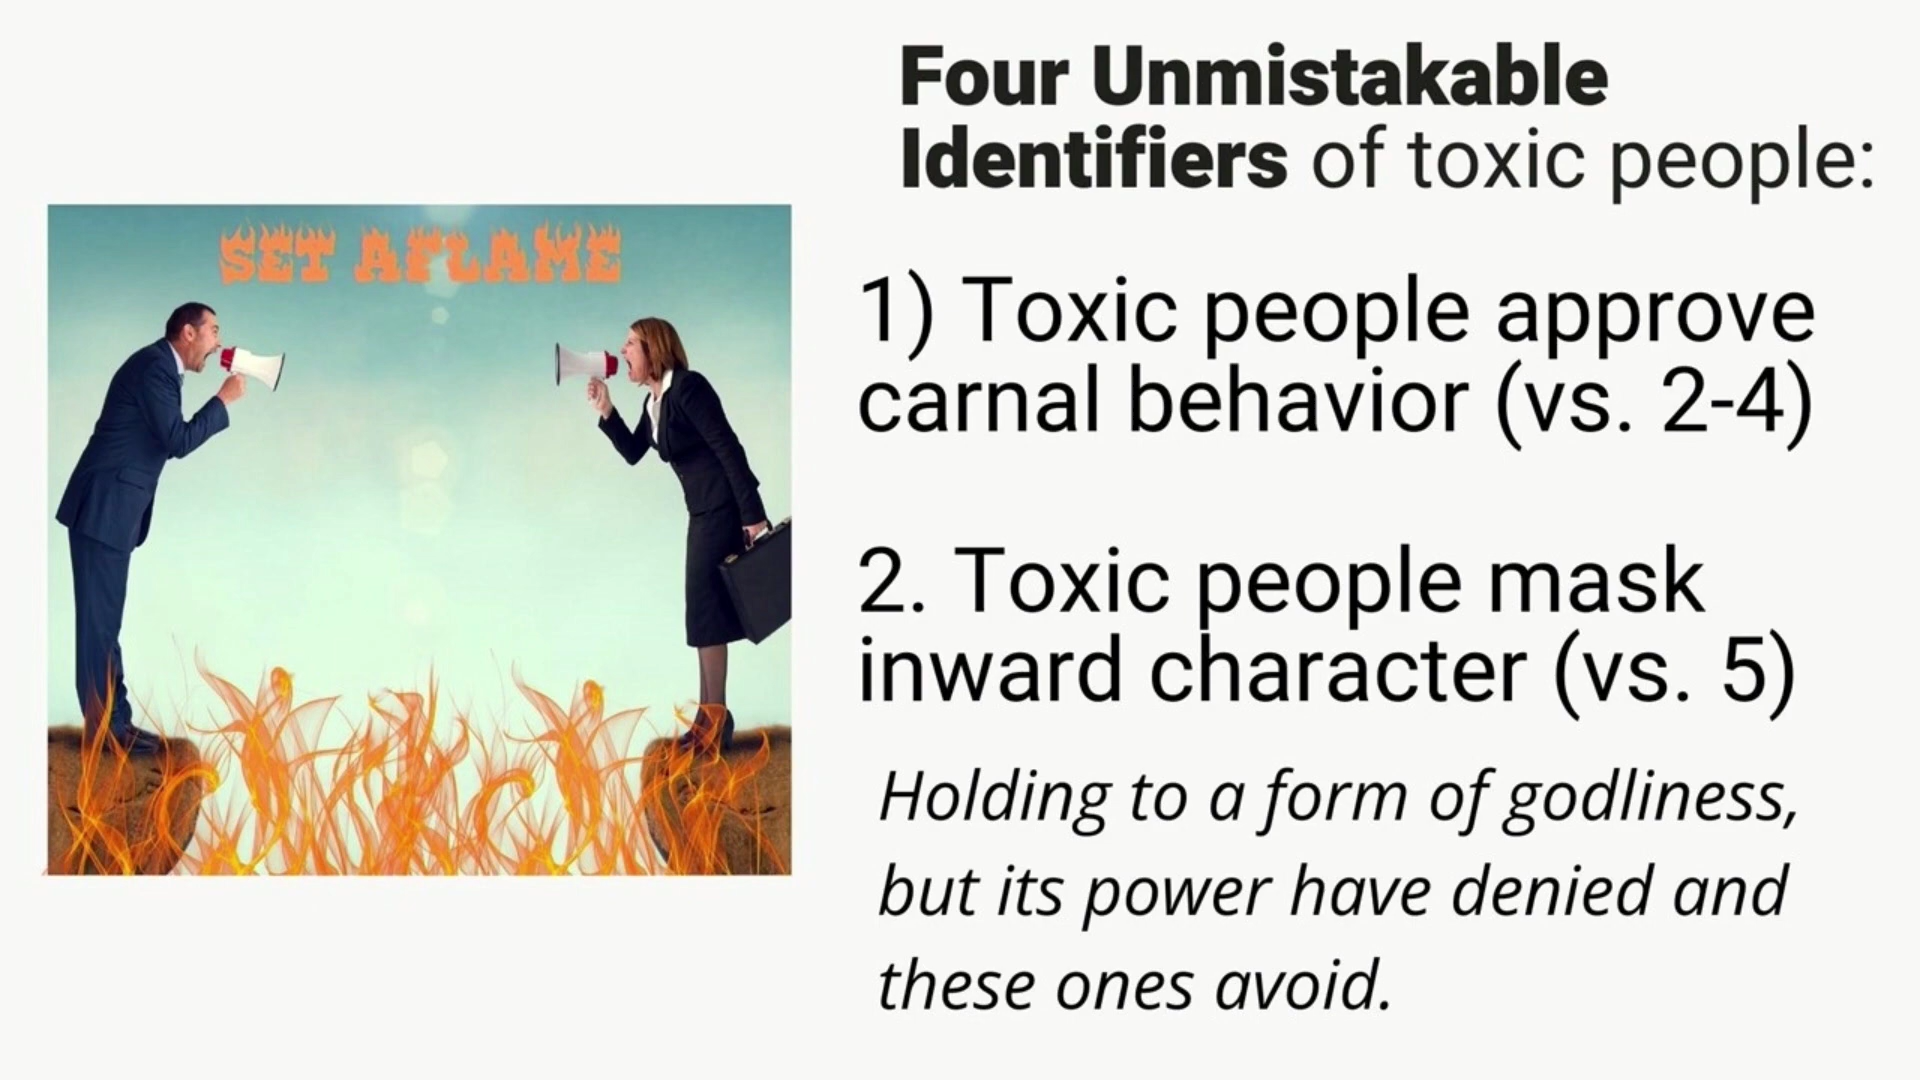 Four Unmistakable
Identifiers of toxic people:
SET AFLAME
1) Toxic people approve
carnal behavior (vs. 2-4)
2. Toxic people mask
inward character (vs. 5)
Holding to a form of godliness,
but its power have denied and
these ones avoid.